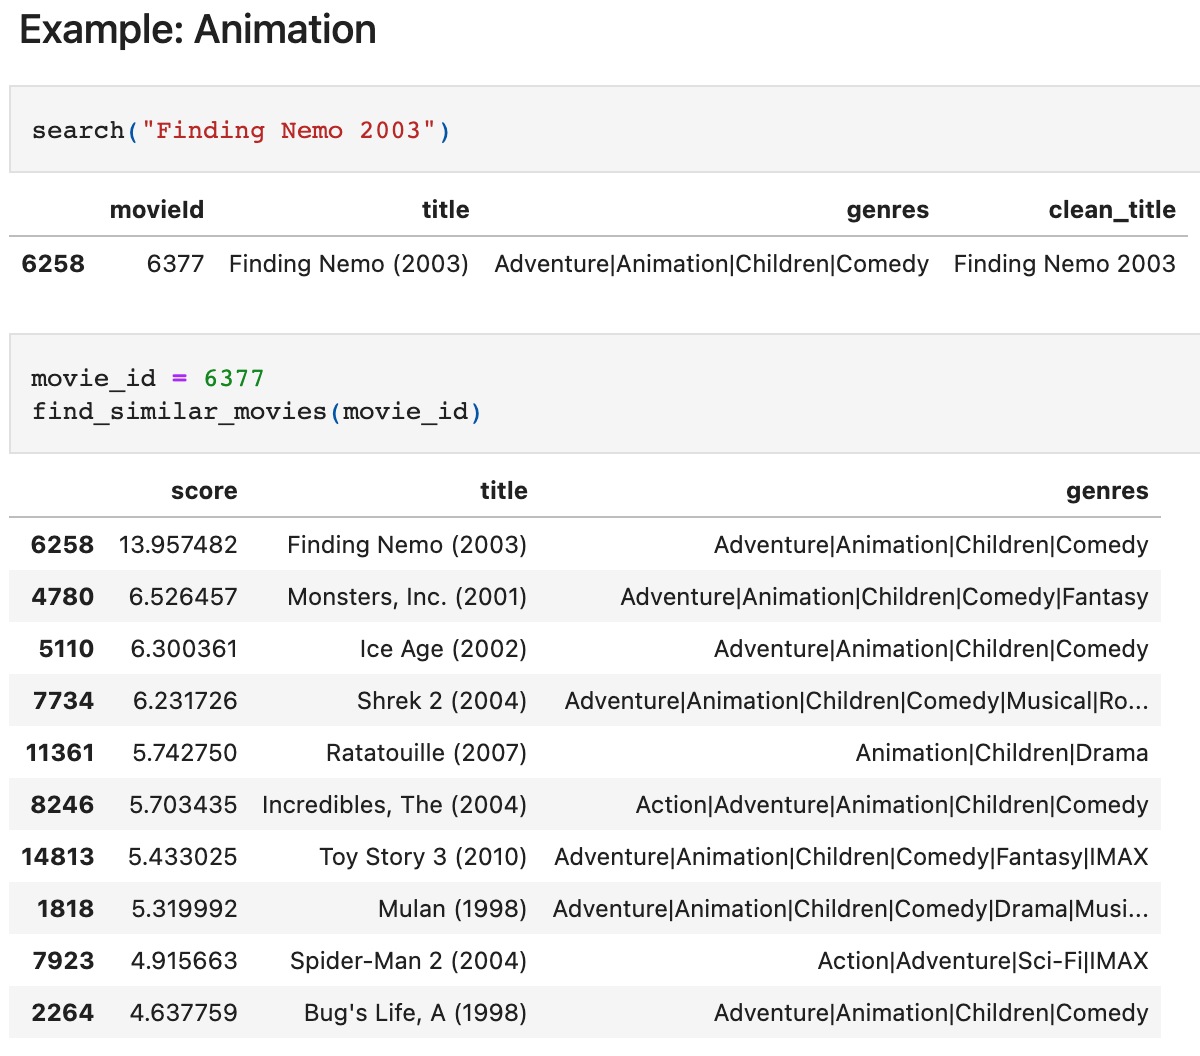 Example: Animation
search("Finding Nemo 2003")
movieId title genres clean_title
6258 6377 Finding Nemo (2003) Adventure|Animation|Children|Comedy Finding Nemo 2003
movie_id = 6377
find_similar_movies(movie_id)
score title genres
6258 13.957482 Finding Nemo (2003) Adventure|Animation|Children|Comedy
4780 6.526457 Monsters, Inc. (2001) Adventure|Animation|Children|Comedy|Fantasy
5110 6.300361 Ice Age (2002) Adventure|Animation|Children|Comedy
7734 6.231726 Shrek 2 (2004) Adventure|Animation|Children|Comedy|Musical|Ro...
11361 5.742750 Ratatouille (2007) Animation|Children|Drama
8246 5.703435 Incredibles, The (2004) Action|Adventure|Animation|Children|Comedy
14813 5.433025 Toy Story 3 (2010) Adventure|Animation|Children|Comedy|Fantasy|IMAX
1818 5.319992 Mulan (1998) Adventure|Animation|Children|Comedy|Drama|Musi...
7923 4.915663 Spider-Man 2 (2004) Action|Adventure|Sci-Fi|IMAX
2264 4.637759 Bug's Life, A (1998) Adventure|Animation|Children|Comedy